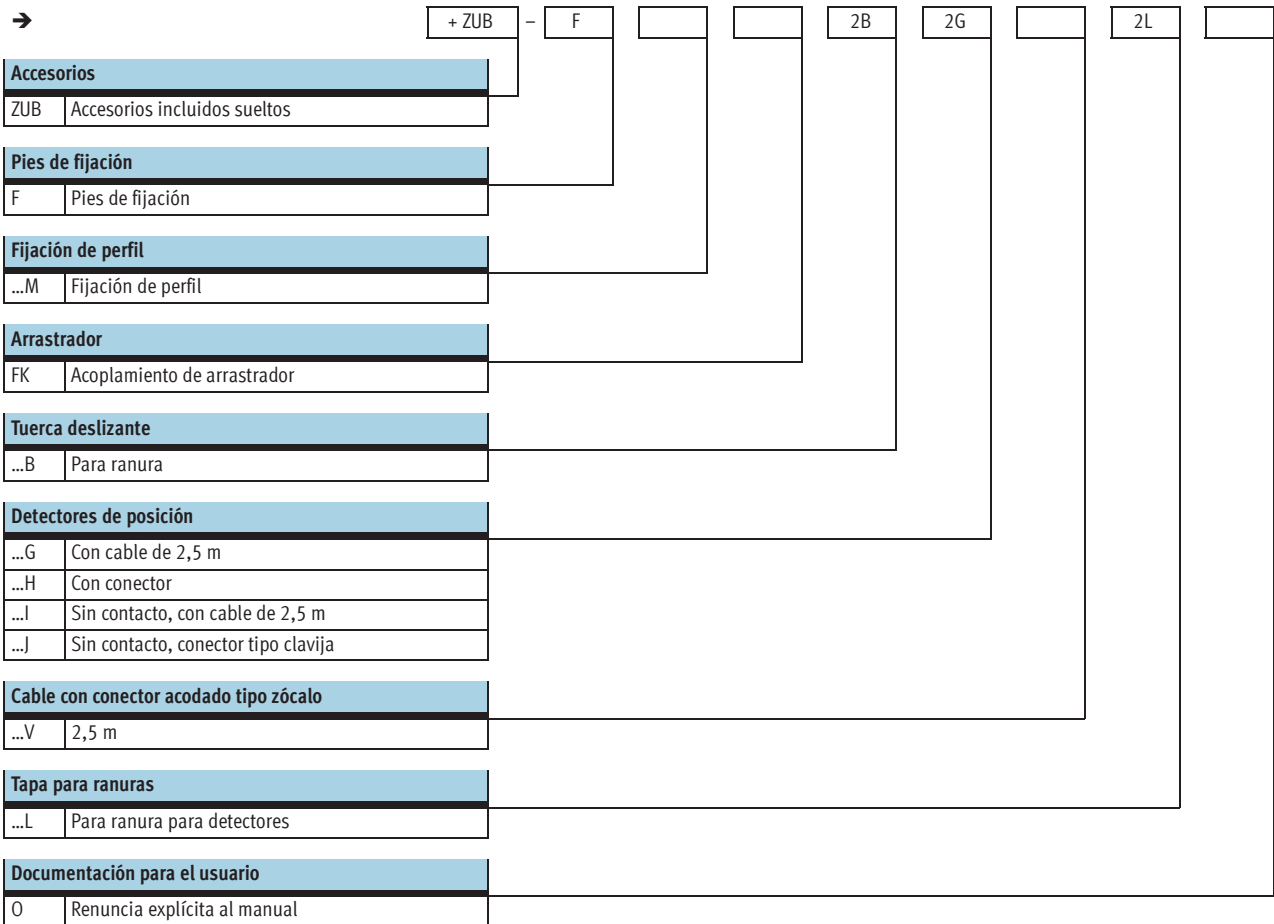 ➔ + ZUB – F 2B 2G 2L
Accesorios
ZUB Accesorios incluidos sueltos
Pies de fijación
F Pies de fijación
Fijación de perfil
...M Fijación de perfil
Arrastrador
FK Acoplamiento de arrastrador
Tuerca deslizante
...B Para ranura
Detectores de posición
...G Con cable de 2,5 m
...H Con conector
...I Sin contacto, con cable de 2,5 m
...J Sin contacto, conector tipo clavija
Cable con conector acodado tipo zócalo
...V 2,5 m
Tapa para ranuras
...L Para ranura para detectores
Documentación para el usuario
O Renuncia explícita al manual